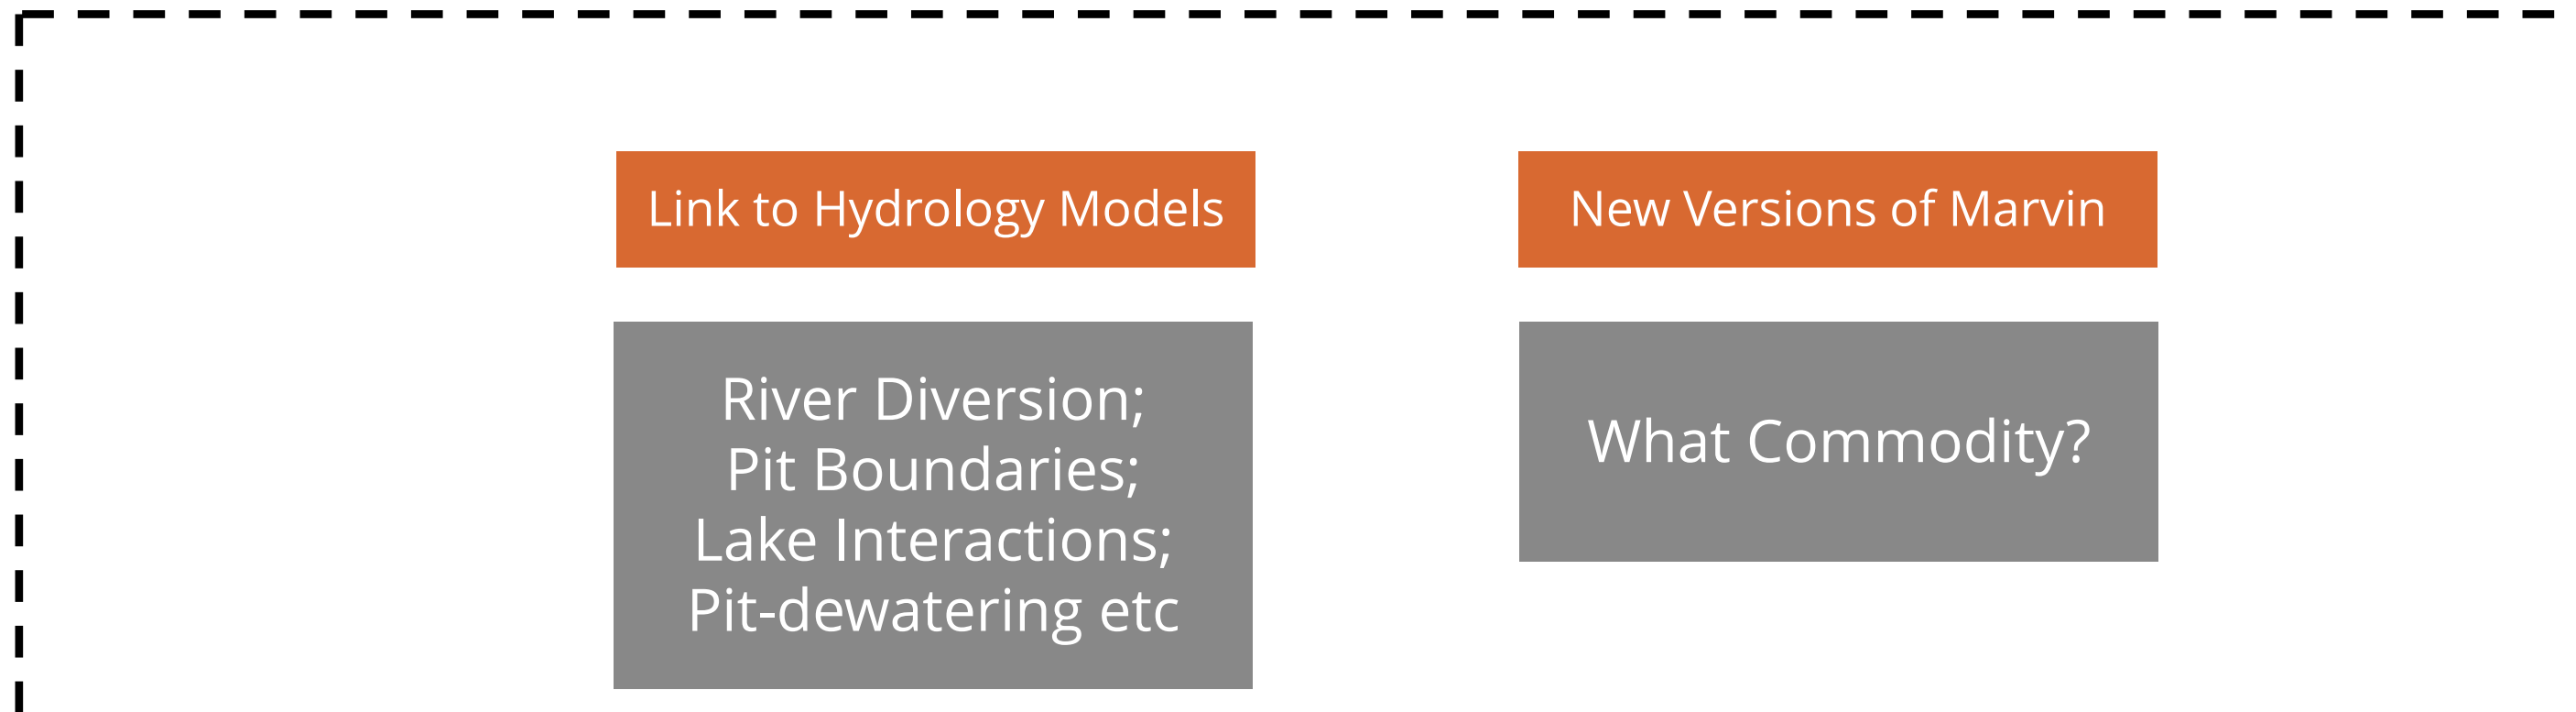 Link to Hydrology Models
River Diversion;
Pit Boundaries;
Lake Interactions;
Pit-dewatering etc
New Versions of Marvin
What Commodity?